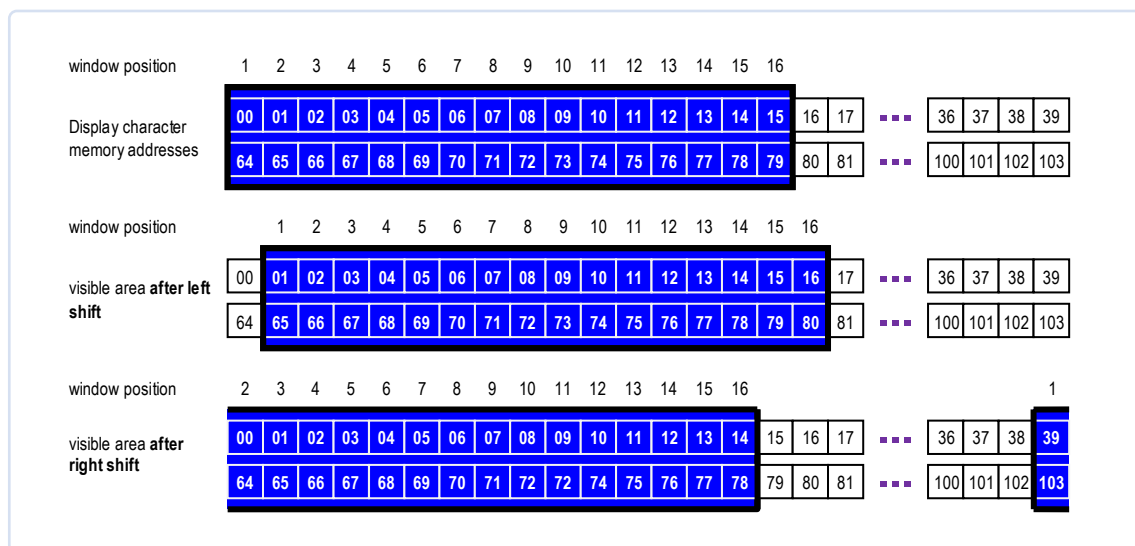 window position 1 2 3 4 5 6 7 8 9 10 11 12 13 14 15 16
Display character 00 01 02 03 04 05 06 07 08 09 10 11 12 13 14 15 16 17 ... 36 37 38 39
memory addresses 64 65 66 67 68 69 70 71 72 73 74 75 76 77 78 79 80 81 ... 100 101 102 103
window position 1 2 3 4 5 6 7 8 9 10 11 12 13 14 15 16
visible area after left 00 01 02 03 04 05 06 07 08 09 10 11 12 13 14 15 16 17 ... 36 37 38 39
shift 64 65 66 67 68 69 70 71 72 73 74 75 76 77 78 79 80 81 ... 100 101 102 103
window position 2 3 4 5 6 7 8 9 10 11 12 13 14 15 16 1
visible area after 00 01 02 03 04 05 06 07 08 09 10 11 12 13 14 15 16 17 ... 36 37 38 39
right shift 64 65 66 67 68 69 70 71 72 72 74 75 76 77 78 79 80 81 ... 100 101 102 103